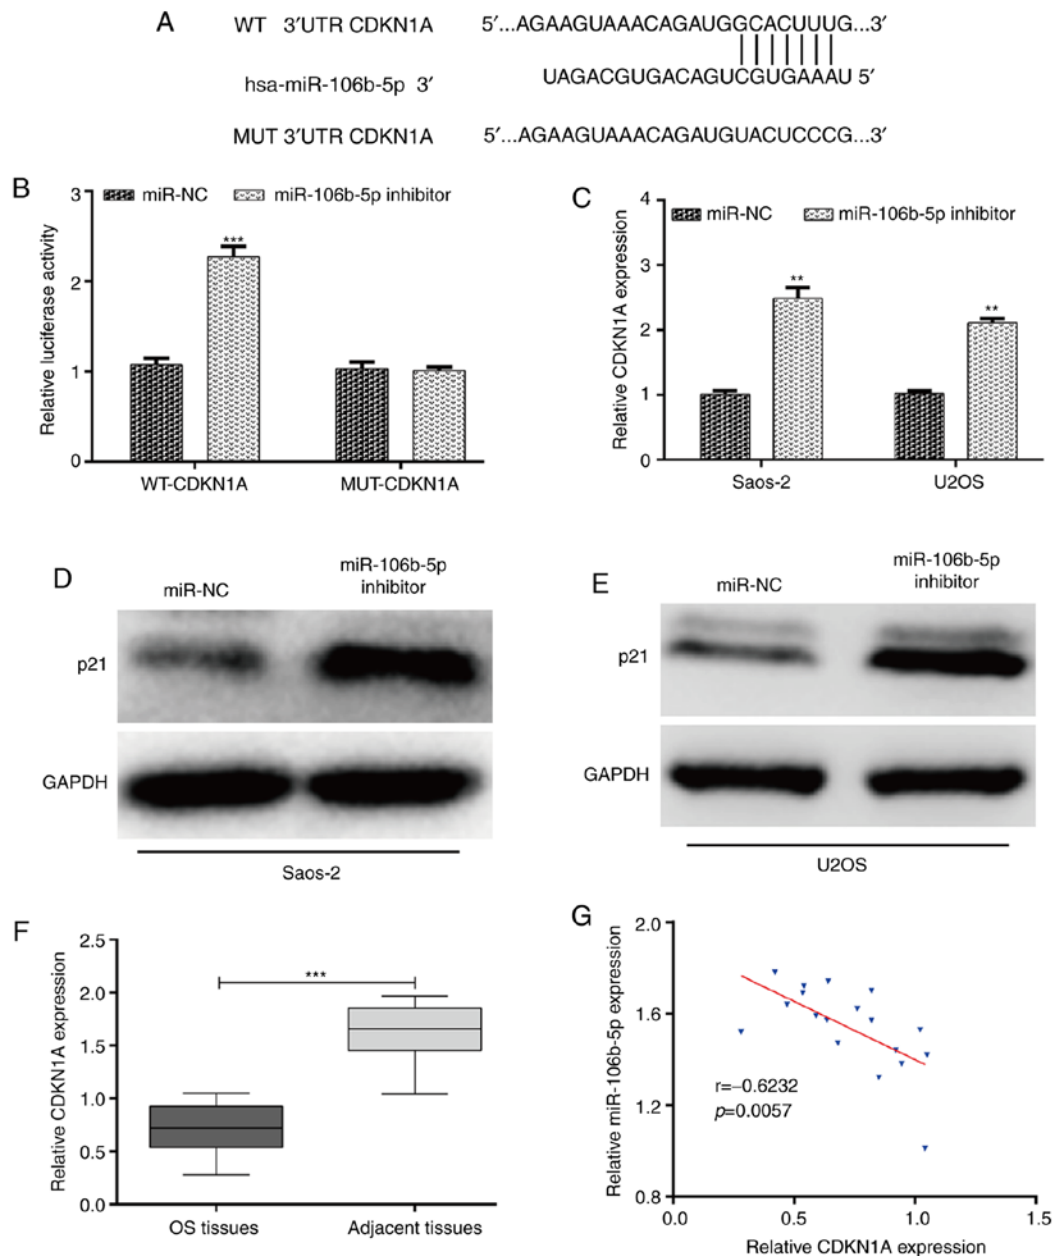 A
WT 3′UTR CDKN1A 5′...AGAAGUAAACAGAUGGCACUUUG...3′
hsa-miR-106b-5p 3′ UAGACGUGACAGUCGUGAAAU 5′
MUT 3′UTR CDKN1A 5′...AGAAGUAAACAGAUGUACUCCCG...3′
B
miR-NC miR-106b-5p inhibitor
Relative luciferase activity
3
2
1
0
***
WT-CDKN1A MUT-CDKN1A
C
miR-NC miR-106b-5p inhibitor
Relative CDKN1A expression
4
3
2
1
0
**
**
Saos-2 U2OS
D
miR-NC
miR-106b-5p
inhibitor
p21
GAPDH
Saos-2
E
miR-NC
miR-106b-5p
inhibitor
p21
GAPDH
U2OS
F
Relative CDKN1A expression
2.5
2.0
1.5
1.0
0.5
0.0
***
OS tissues Adjacent tissues
G
Relative miR-106b-5p expression
2.0
1.6
1.2
0.8
r=−0.6232
p=0.0057
0.0 0.5 1.0 1.5
Relative CDKN1A expression